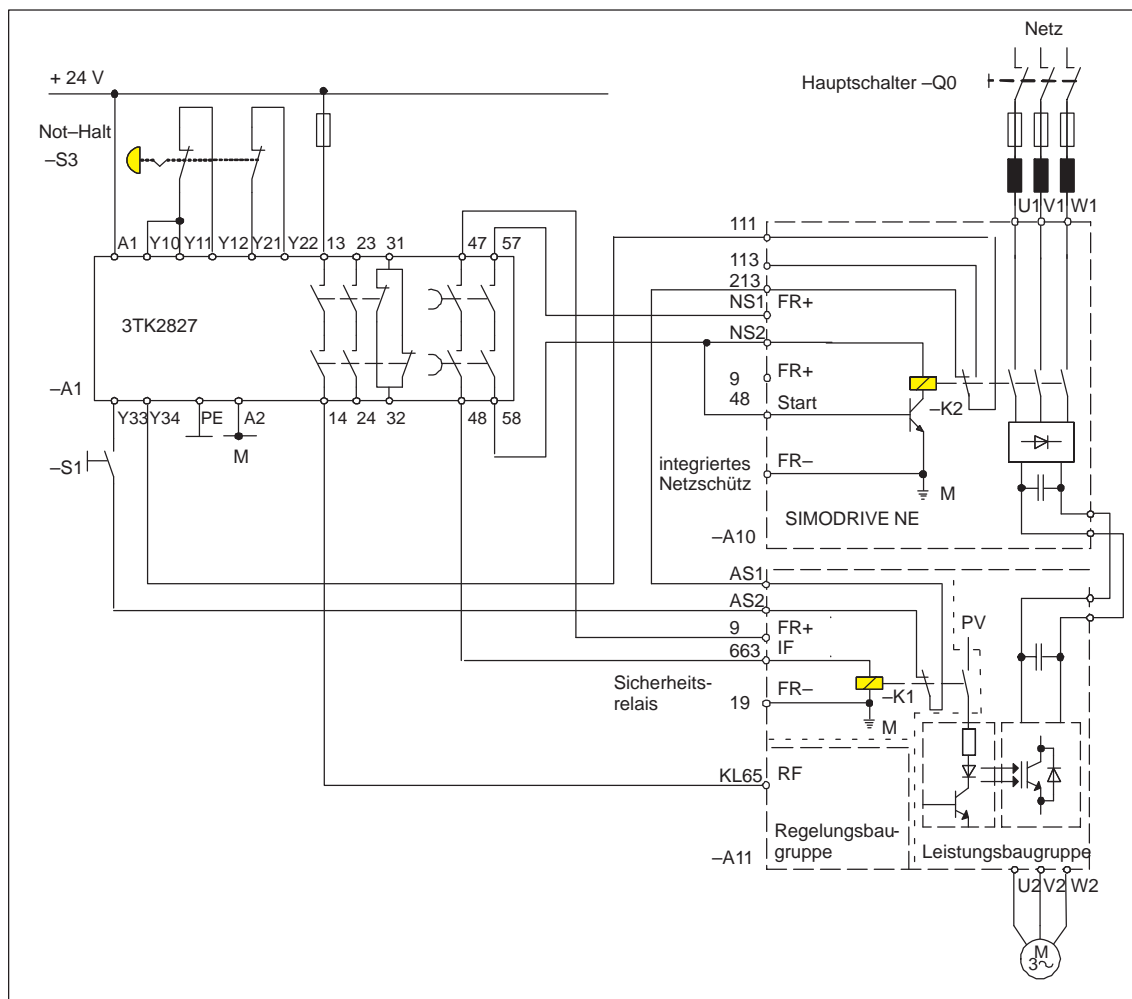 Netz
+ 24 V
Hauptschalter –Q0
Not–Halt
–S3
U1 V1 W1
A1 Y10 Y11 Y12 Y21 Y22 13 23 31 47 57
111
113
213
NS1 FR+
3TK2827
NS2
9 FR+
48 Start
–K2
–A1
Y33 Y34 PE A2 14 24 32 48 58
M
–S1
integriertes
Netzschütz
FR–
M
SIMODRIVE NE
–A10
AS1
AS2
PV
9 FR+
663 IF
Sicherheits-
relais
–K1
19 FR–
M
KL65 RF
Regelungsbau-
gruppe
Leistungsbaugruppe
–A11
U2 V2 W2
M
3~